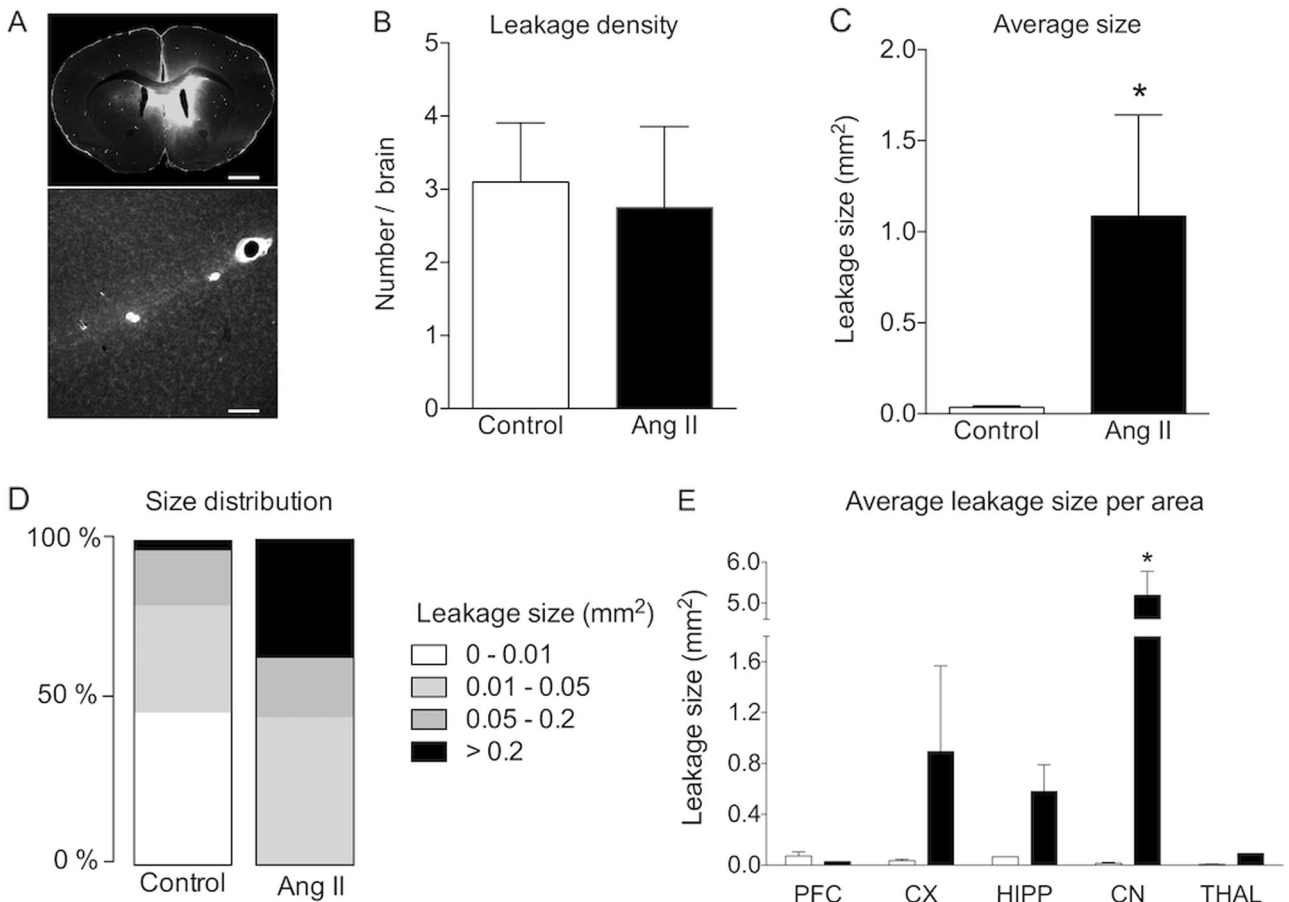 A
B
Leakage density
5
4
3
2
1
0
Number / brain
Control
Ang II
C
Average size
2.0
1.5
1.0
0.5
0.0
Leakage size (mm²)
*
Control
Ang II
D
Size distribution
100 %
50 %
0 %
Control
Ang II
Leakage size (mm²)
0 - 0.01
0.01 - 0.05
0.05 - 0.2
> 0.2
E
Average leakage size per area
6.0
5.0
1.6
1.2
0.8
0.4
0.0
Leakage size (mm²)
*
PFC
CX
HIPP
CN
THAL